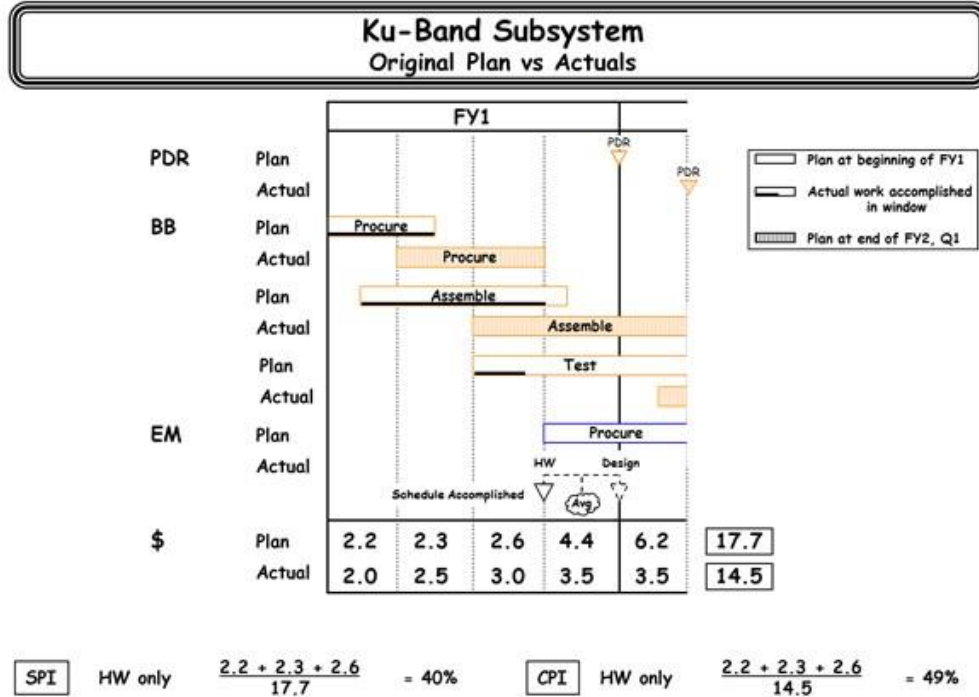 Ku-Band Subsystem
Original Plan vs Actuals
FY1
PDR Plan PDR
Actual PDR
BB Plan Procure
Actual Procure
Plan Assemble
Actual Assemble
Plan Test
Actual
EM Plan Procure
Actual HW Design
Schedule Accomplished Avg
$ Plan 2.2 2.3 2.6 4.4 6.2 17.7
Actual 2.0 2.5 3.0 3.5 3.5 14.5
Plan at beginning of FY1
Actual work accomplished
in window
Plan at end of FY2, Q1
SPI HW only 2.2 + 2.3 + 2.6 = 40%
17.7
CPI HW only 2.2 + 2.3 + 2.6 = 49%
14.5